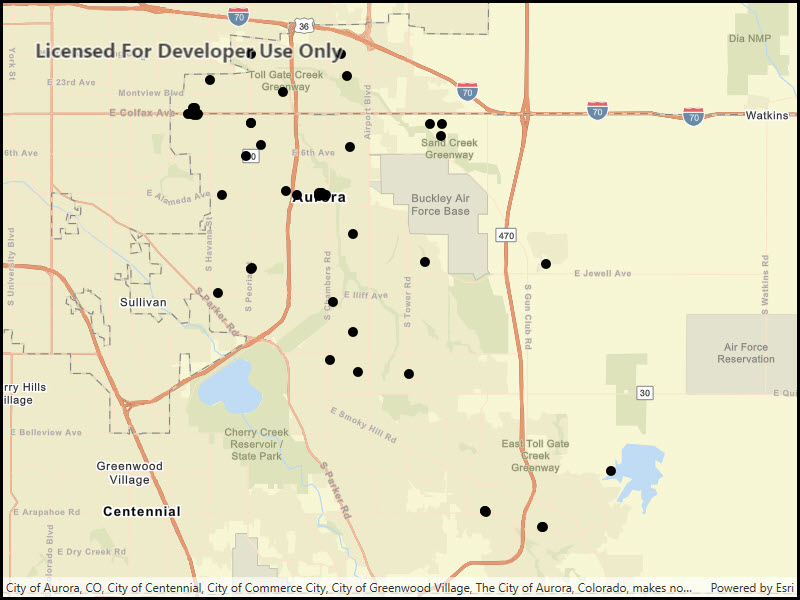 70
36
Licensed For Developer Use Only
York St
E 23rd Ave
Montview Blvd
Toll Gate Creek
Greenway
Airport Blvd
Dia NMP
70
70
70
Watkins
E Colfax Ave
6th Ave
E 6th Ave
Sand Creek
Greenway
E Alameda Ave
Aurora
Buckley Air
Force Base
470
S University Blvd
S Havana St
S Peoria
S Chambers Rd
S Tower Rd
S Gun Club Rd
S Watkins Rd
E Jewell Ave
E Iliff Ave
Sullivan
S Parker Rd
Air Force
Reservation
rry Hills
illage
30
E Qui
E Belleview Ave
Cherry Creek
Reservoir /
State Park
E Smoky Hill Rd
East Toll Gate
Creek
Greenway
Greenwood
Village
S Parker Rd
Centennial
E Arapahoe Rd
E Dry Creek Rd
olorado Blvd
City of Aurora, CO, City of Centennial, City of Commerce City, City of Greenwood Village, The City of Aurora, Colorado, makes no...
Powered by Esri